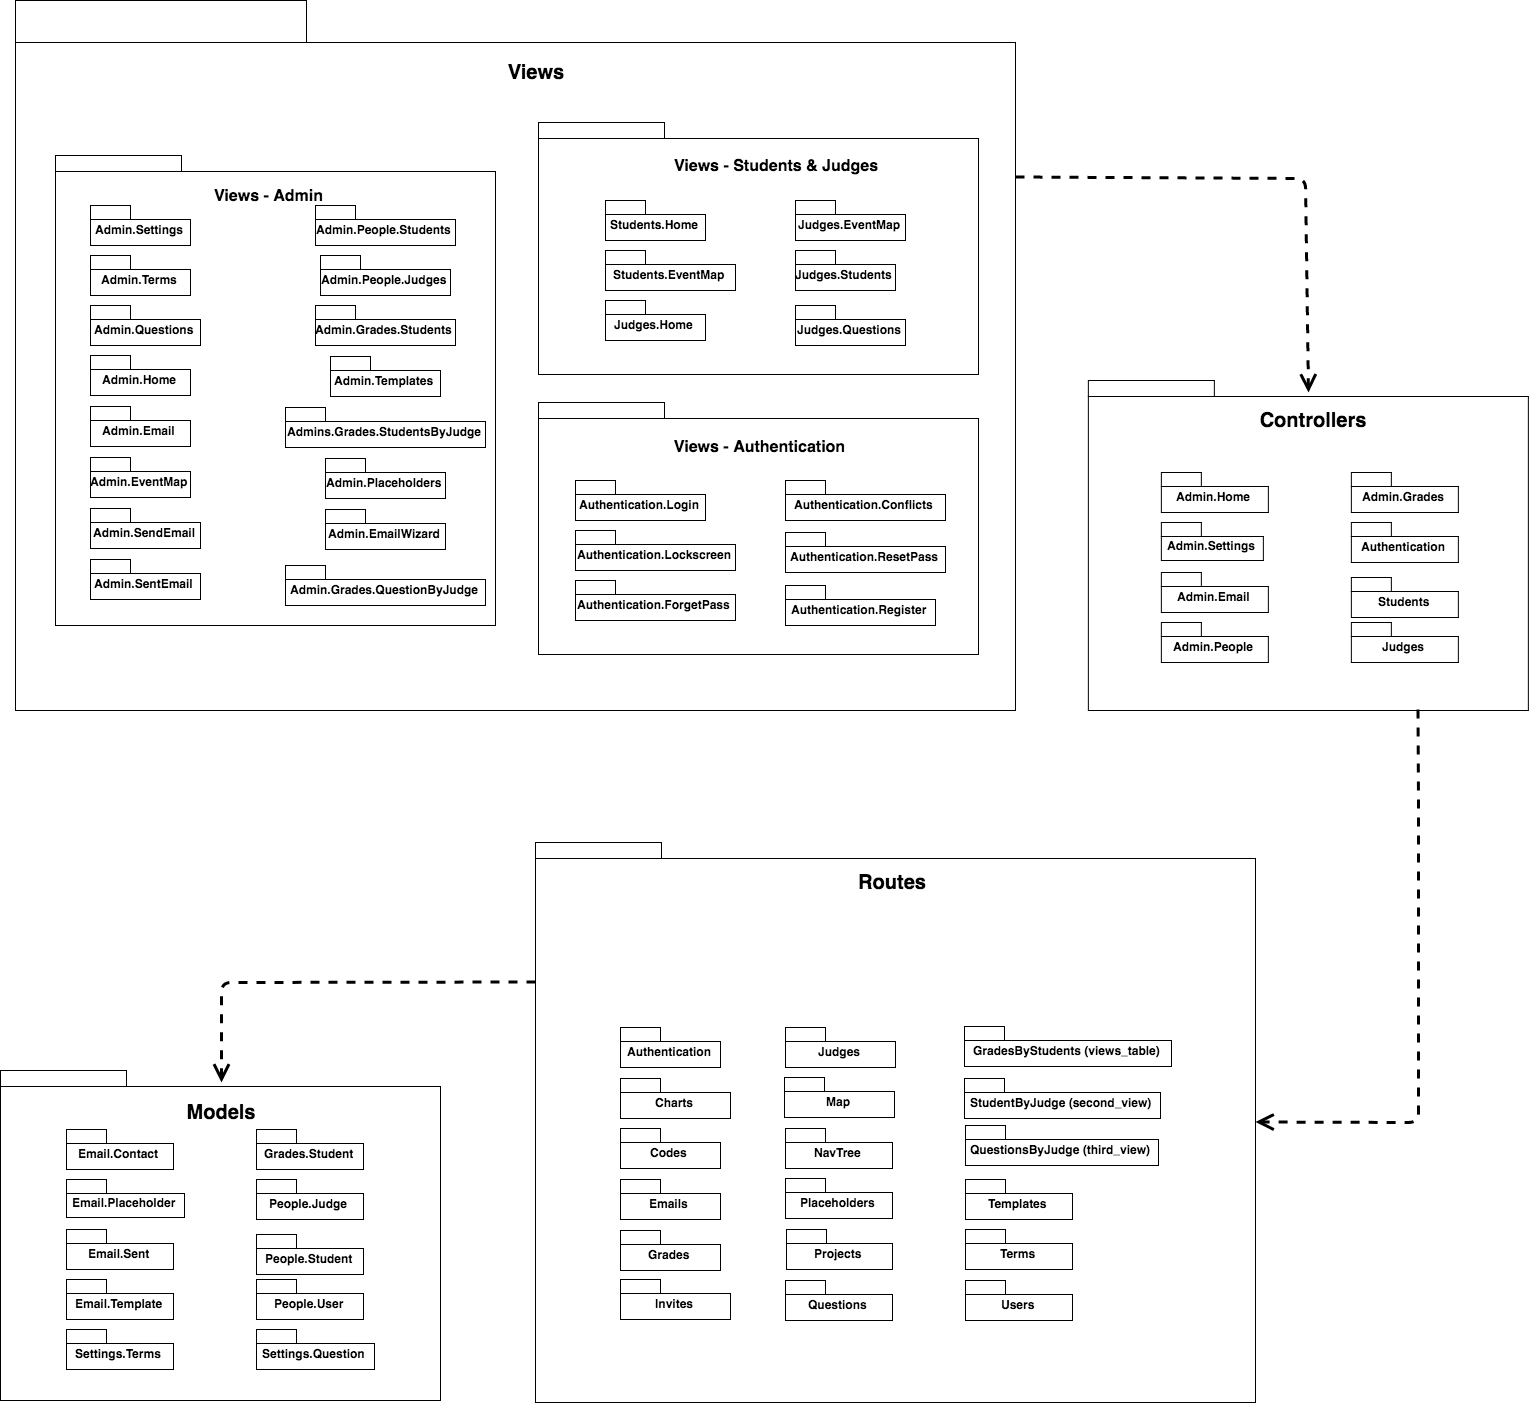 Views
Views - Admin
Admin.Settings
Admin.Terms
Admin.Questions
Admin.Home
Admin.Email
Admin.EventMap
Admin.SendEmail
Admin.SentEmail
Admin.People.Students
Admin.People.Judges
Admin.Grades.Students
Admin.Templates
Admins.Grades.StudentsByJudge
Admin.Placeholders
Admin.EmailWizard
Admin.Grades.QuestionByJudge
Views - Students & Judges
Students.Home
Students.EventMap
Judges.Home
Judges.EventMap
Judges.Students
Judges.Questions
Views - Authentication
Authentication.Login
Authentication.Lockscreen
Authentication.ForgetPass
Authentication.Conflicts
Authentication.ResetPass
Authentication.Register
Controllers
Admin.Home
Admin.Settings
Admin.Email
Admin.People
Admin.Grades
Authentication
Students
Judges
Routes
Authentication
Charts
Codes
Emails
Grades
Invites
Judges
Map
NavTree
Placeholders
Projects
Questions
GradesByStudents (views_table)
StudentByJudge (second_view)
QuestionsByJudge (third_view)
Templates
Terms
Users
Models
Email.Contact
Email.Placeholder
Email.Sent
Email.Template
Settings.Terms
Grades.Student
People.Judge
People.Student
People.User
Settings.Question